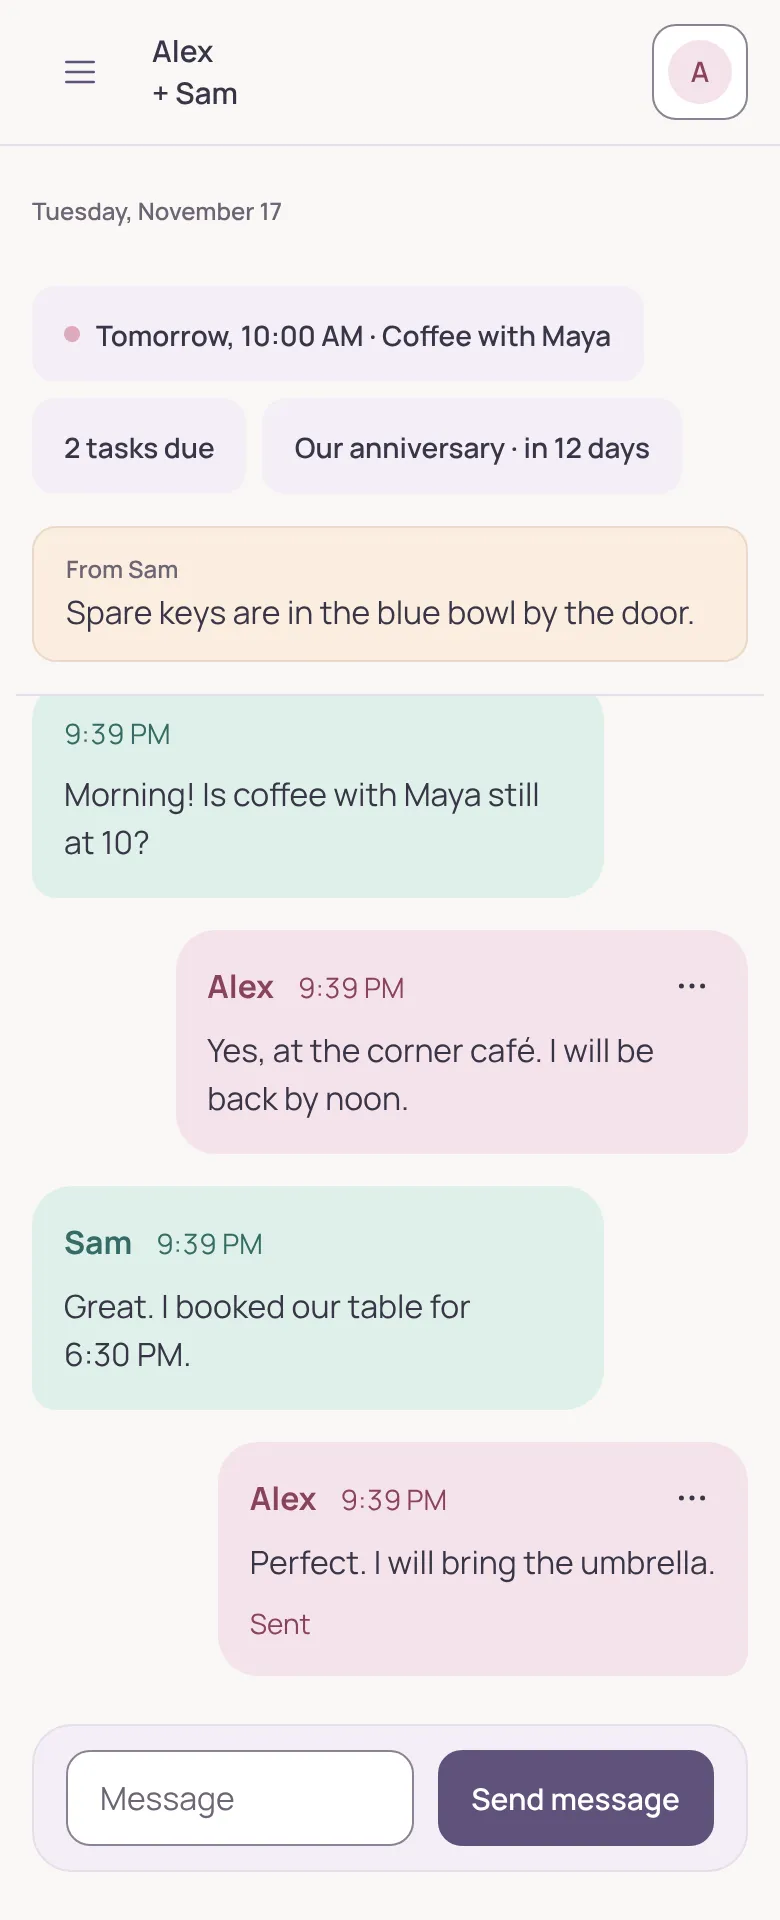 Alex
+ Sam
A
Tuesday, November 17
Tomorrow, 10:00 AM · Coffee with Maya
2 tasks due
Our anniversary · in 12 days
From Sam
Spare keys are in the blue bowl by the door.
9:39 PM
Morning! Is coffee with Maya still
at 10?
Alex 9:39 PM
Yes, at the corner café. I will be
back by noon.
Sam 9:39 PM
Great. I booked our table for
6:30 PM.
Alex 9:39 PM
Perfect. I will bring the umbrella.
Sent
Message
Send message